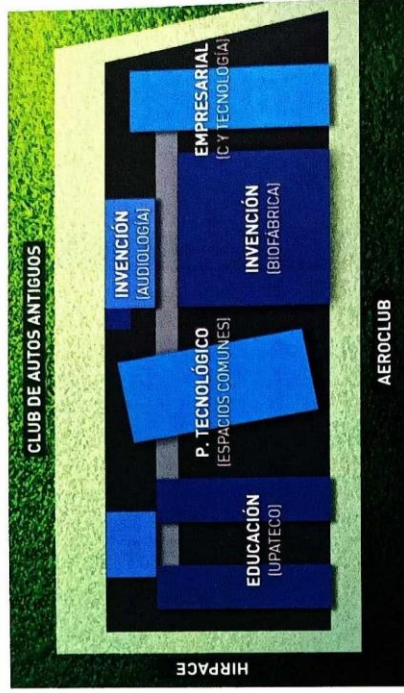 CLUB DE AUTOS ANTIGUOS
HIRPACE
EDUCACIÓN
(UPATECO)
P. TECNOLÓGICO
(ESPACIOS COMUNES)
INVENCIÓN
(AUDIOLOGÍA)
INVENCIÓN
(BIOFÁBRICA)
EMPRESARIAL
(C Y TECNOLOGÍA)
AEROCLUB